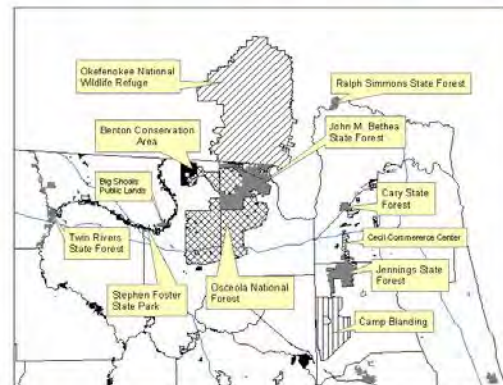 Okefenokee National
Wildlife Refuge
Ralph Simmons State Forest
Benton Conservation
Area
John M. Bethea
State Forest
Big Shoals
Public Lands
Cary State
Forest
Cecil Commerce Center
Twin Rivers
State Forest
Stephen Foster
State Park
Osceola National
Forest
Jennings State
Forest
Camp Blanding